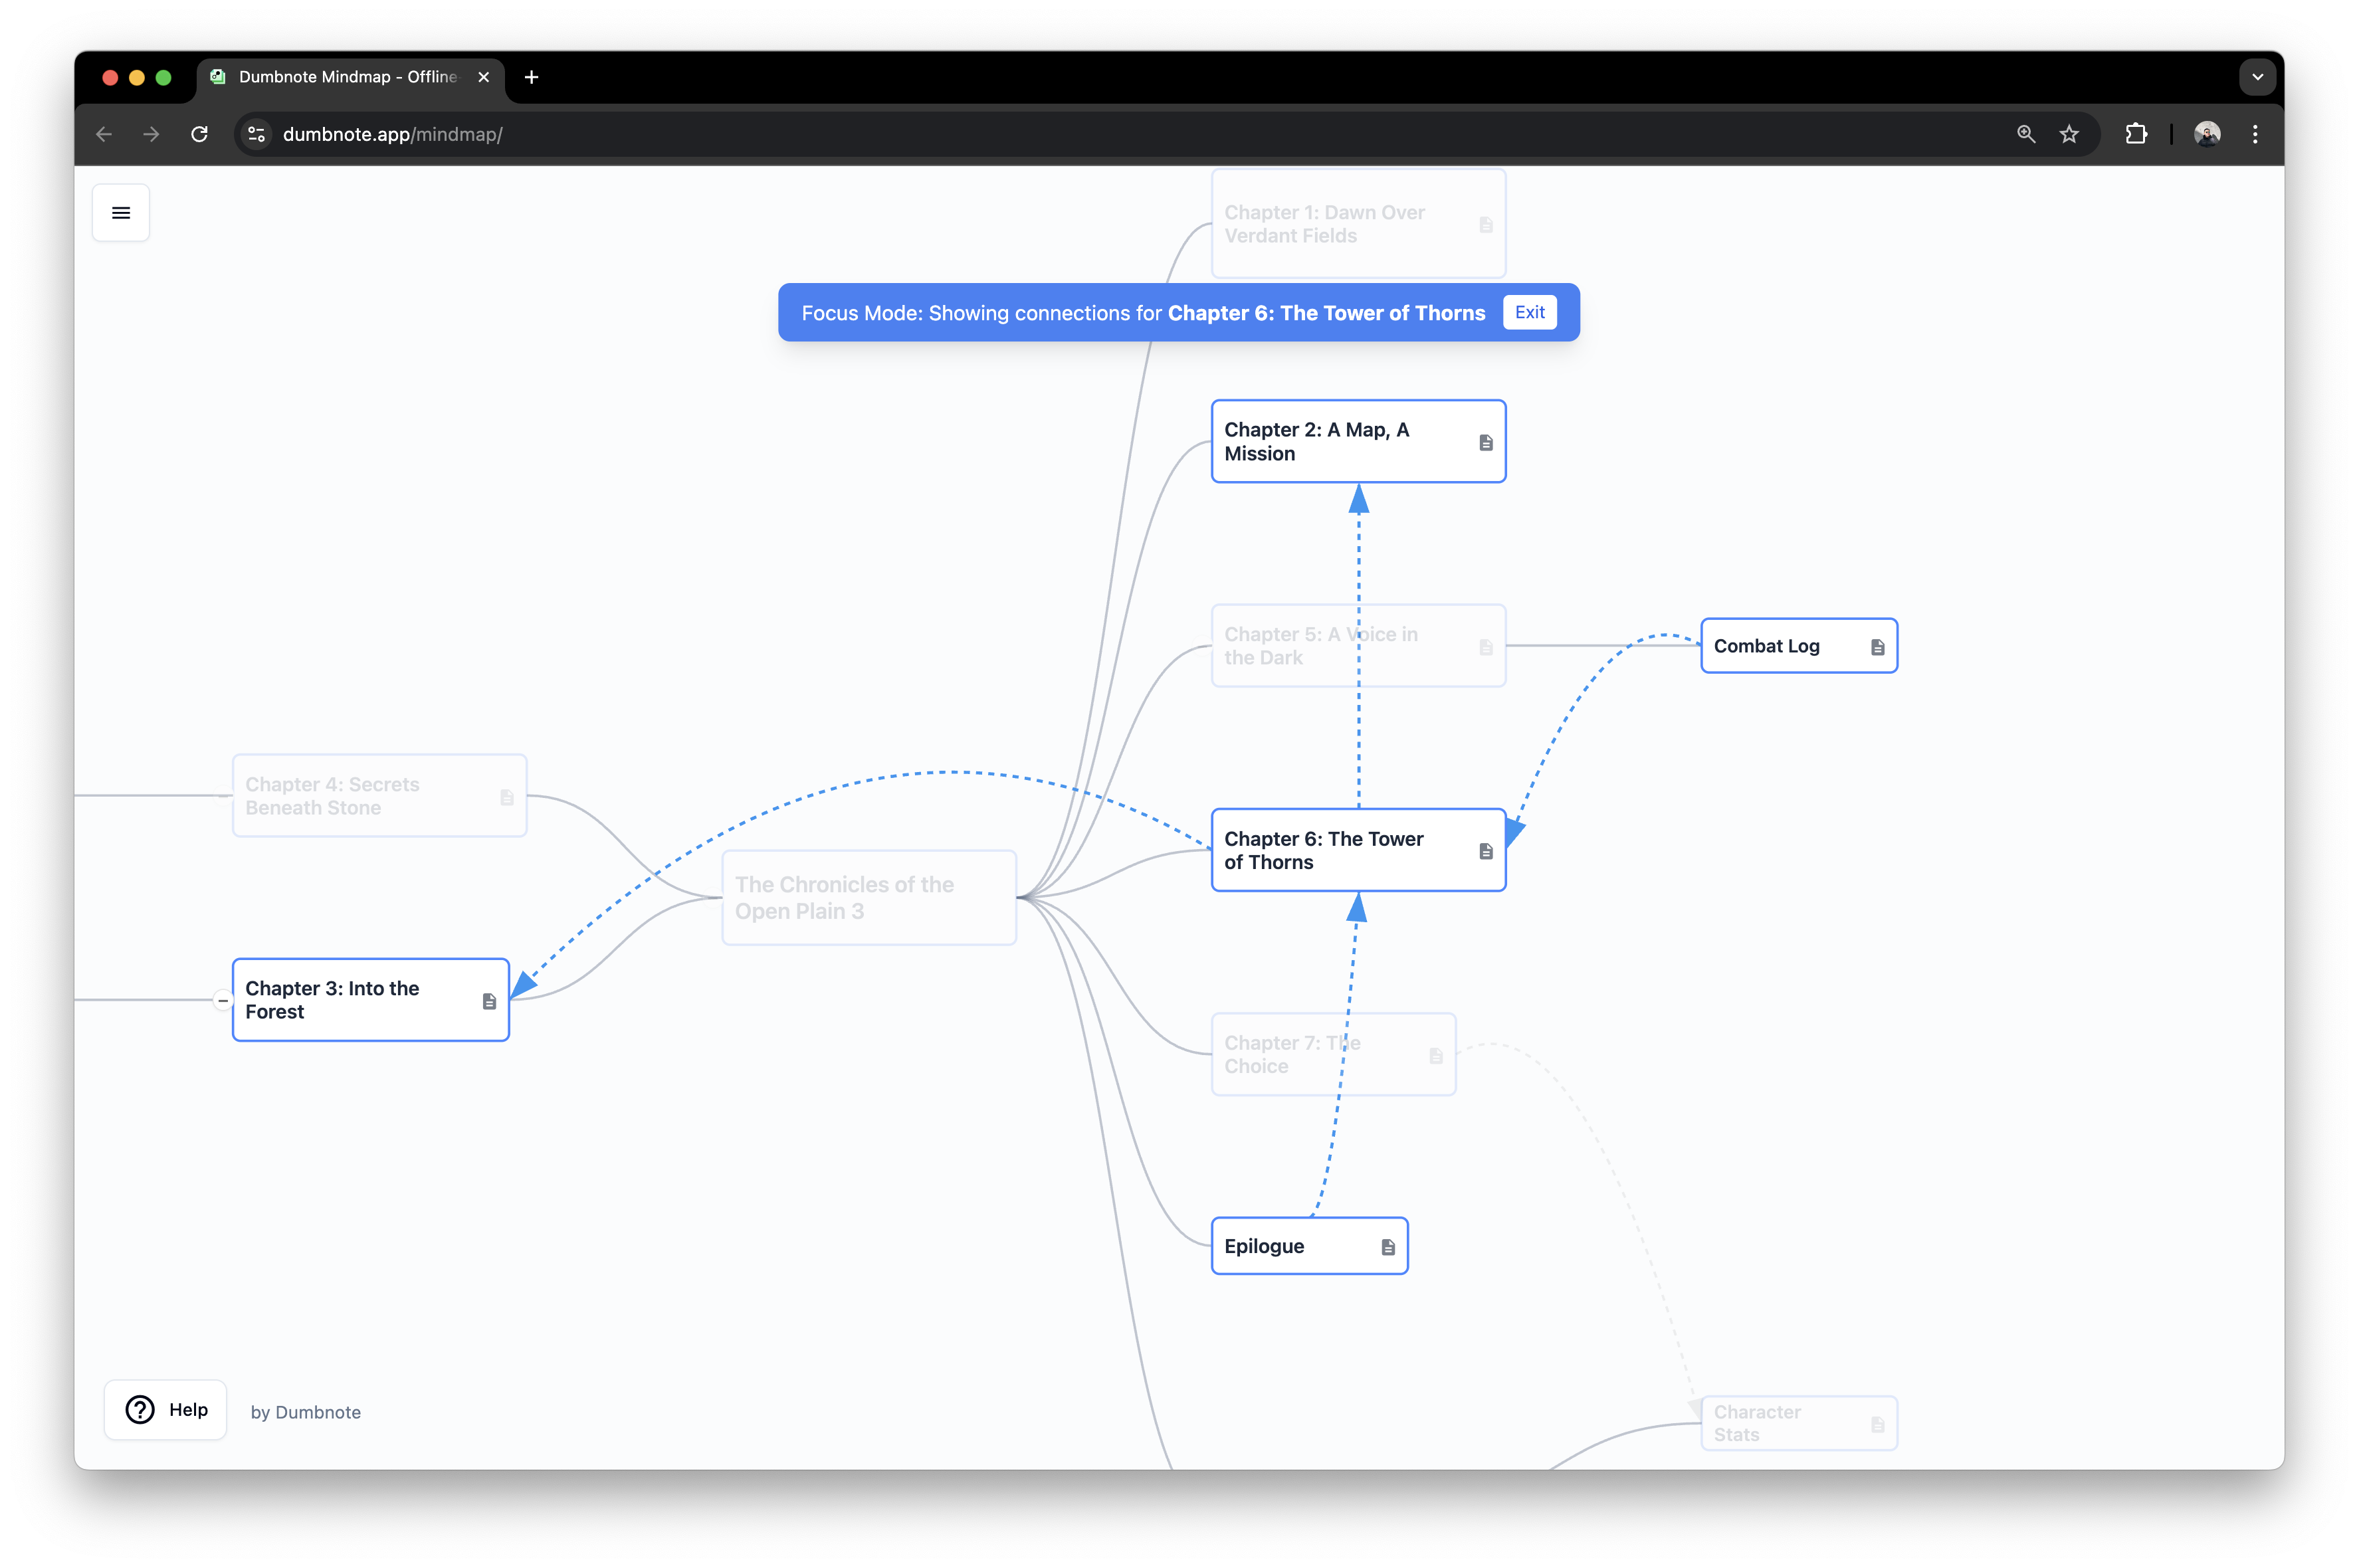 Dumbnote Mindmap - Offline
dumbnote.app/mindmap/
Chapter 1: Dawn Over
Verdant Fields
Focus Mode: Showing connections for Chapter 6: The Tower of Thorns
Exit
Chapter 2: A Map, A
Mission
Chapter 5: A Voice in
the Dark
Combat Log
Chapter 4: Secrets
Beneath Stone
Chapter 6: The Tower
of Thorns
The Chronicles of the
Open Plain 3
Chapter 3: Into the
Forest
Chapter 7: The
Choice
Epilogue
Character
Stats
Help
by Dumbnote